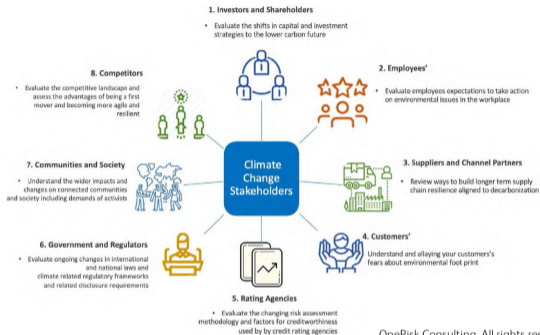 1. Investors and Shareholders
• Evaluate the shifts in capital and investment
strategies to the lower carbon future
2. Employees'
• Evaluate employees expectations to take action
on environmental issues in the workplace
3. Suppliers and Channel Partners
• Review ways to build longer term supply
chain resilience aligned to decarbonization
4. Customers'
Understand and allaying your customer's
fears about environmental foot print
5. Rating Agencies
• Evaluate the changing risk assessment
methodology and factors for creditworthiness
used by by credit rating agencies
6. Government and Regulators
• Evaluate ongoing changes in international
and national laws and
climate related regulatory frameworks
and related disclosure requirements
7. Communities and Society
• Understand the wider impacts and
changes on connected communities
and society including demands of activists
8. Competitors
• Evaluate the competitive landscape and
assess the advantages of being a first
mover and becoming more agile and
resilient
Climate
Change
Stakeholders
OneRisk Consulting. All rights